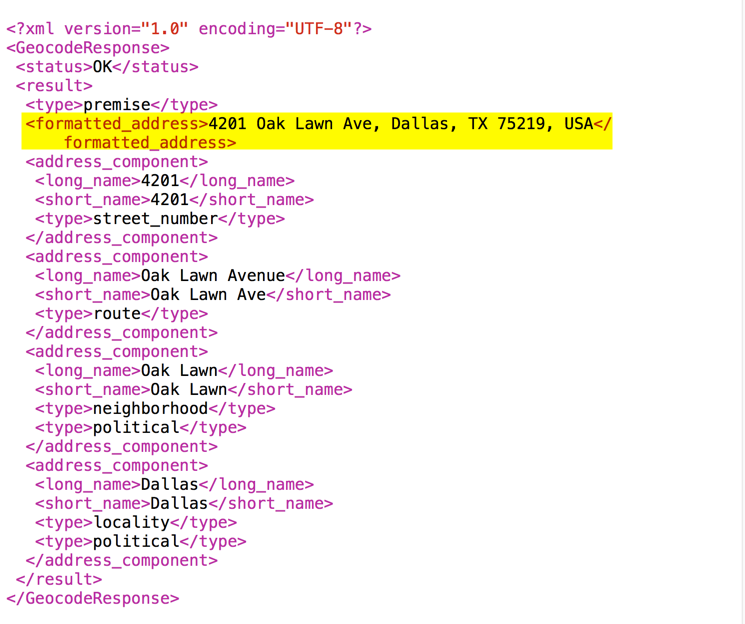 <?xml version="1.0" encoding="UTF-8"?>
<GeocodeResponse>
<status>OK</status>
<result>
<type>premise</type>
<formatted_address>4201 Oak Lawn Ave, Dallas, TX 75219, USA</
formatted_address>
<address_component>
<long_name>4201</long_name>
<short_name>4201</short_name>
<type>street_number</type>
</address_component>
<address_component>
<long_name>Oak Lawn Avenue</long_name>
<short_name>Oak Lawn Ave</short_name>
<type>route</type>
</address_component>
<address_component>
<long_name>Oak Lawn</long_name>
<short_name>Oak Lawn</short_name>
<type>neighborhood</type>
<type>political</type>
</address_component>
<address_component>
<long_name>Dallas</long_name>
<short_name>Dallas</short_name>
<type>locality</type>
<type>political</type>
</address_component>
</result>
</GeocodeResponse>